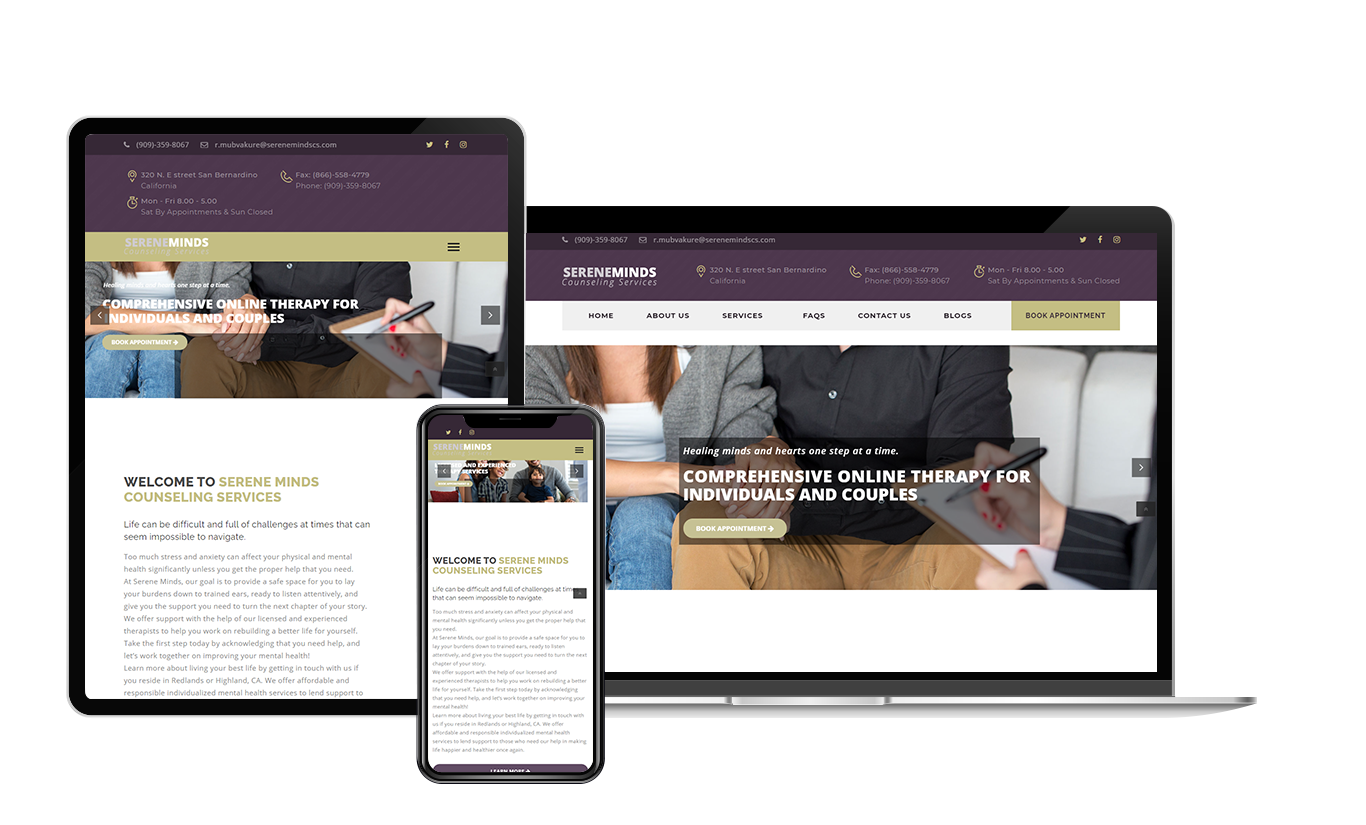 (909)-359-8067 r.mubvakure@serenemindscs.com
320 N. E street San Bernardino
California
Fax: (866)-558-4779
Phone: (909)-359-8067
Mon - Fri 8.00 - 5.00
Sat By Appointments & Sun Closed
SERENEMINDS
Counseling Services
Healing minds and hearts one step at a time.
COMPREHENSIVE ONLINE THERAPY FOR
INDIVIDUALS AND COUPLES
BOOK APPOINTMENT
WELCOME TO SERENE MINDS
COUNSELING SERVICES
Life can be difficult and full of challenges at times that can
seem impossible to navigate.
Too much stress and anxiety can affect your physical and mental
health significantly unless you get the proper help that you need.
At Serene Minds, our goal is to provide a safe space for you to lay
your burdens down to trained ears, ready to listen attentively, and
give you the support you need to turn the next chapter of your story.
We offer support with the help of our licensed and experienced
therapists to help you work on rebuilding a better life for yourself.
Take the first step today by acknowledging that you need help, and
let's work together on improving your mental health!
Learn more about living your best life by getting in touch with us if
you reside in Redlands or Highland, CA. We offer affordable and
responsible individualized mental health services to lend support to
SERENEMINDS
AND EXPERIENCED
SERVICES
BOOK APPOINTMENT
WELCOME TO SERENE MINDS
COUNSELING SERVICES
Life can be difficult and full of challenges at
that can seem impossible to navigate.
Too much stress and anxiety can affect your physical and
mental health significantly unless you get the proper help that
you need.
At Serene Minds, our goal is to provide a safe space for you to
lay your burdens down to trained ears, ready to listen
attentively, and give you the support you need to turn the next
chapter of your story.
We offer support with the help of our licensed and
experienced therapists to help you work on rebuilding a better
life for yourself. Take the first step today by acknowledging
that you need help, and let's work together on improving your
mental health!
Learn more about living your best life by getting in touch with
us if you reside in Redlands or Highland, CA. We offer
affordable and responsible individualized mental health
services to lend support to those who need our help in making
life happier and healthier once again.
LEARN MORE
(909)-359-8067 r.mubvakure@serenemindscs.com
SERENEMINDS
Counseling Services
320 N. E street San Bernardino
California
Fax: (866)-558-4779
Phone: (909)-359-8067
Mon - Fri 8.00 - 5.00
Sat By Appointments & Sun Closed
HOME ABOUT US SERVICES FAQS CONTACT US BLOGS BOOK APPOINTMENT
Healing minds and hearts one step at a time.
COMPREHENSIVE ONLINE THERAPY FOR
INDIVIDUALS AND COUPLES
BOOK APPOINTMENT